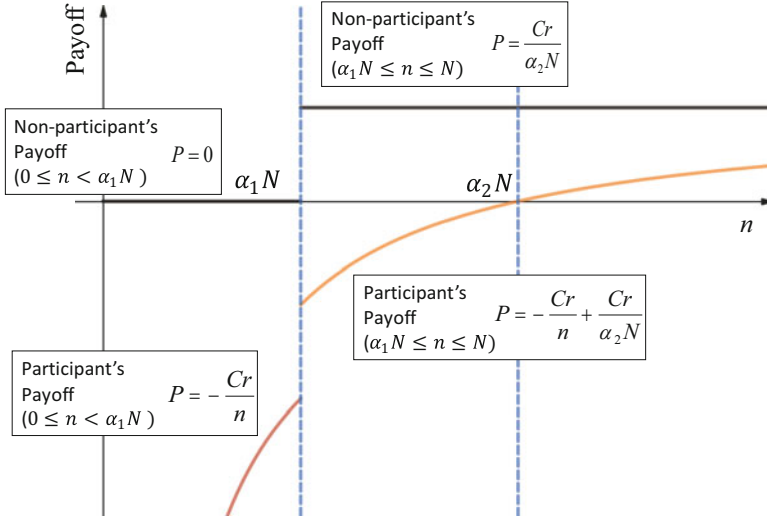 Payoff
Non-participant's
Payoff
(α₁N ≤ n ≤ N)
P = Cr / α₂N
Non-participant's
Payoff
(0 ≤ n < α₁N )
P = 0
α₁N
α₂N
n
Participant's
Payoff
(α₁N ≤ n ≤ N)
P = − Cr / n + Cr / α₂N
Participant's
Payoff
(0 ≤ n < α₁N )
P = − Cr / n